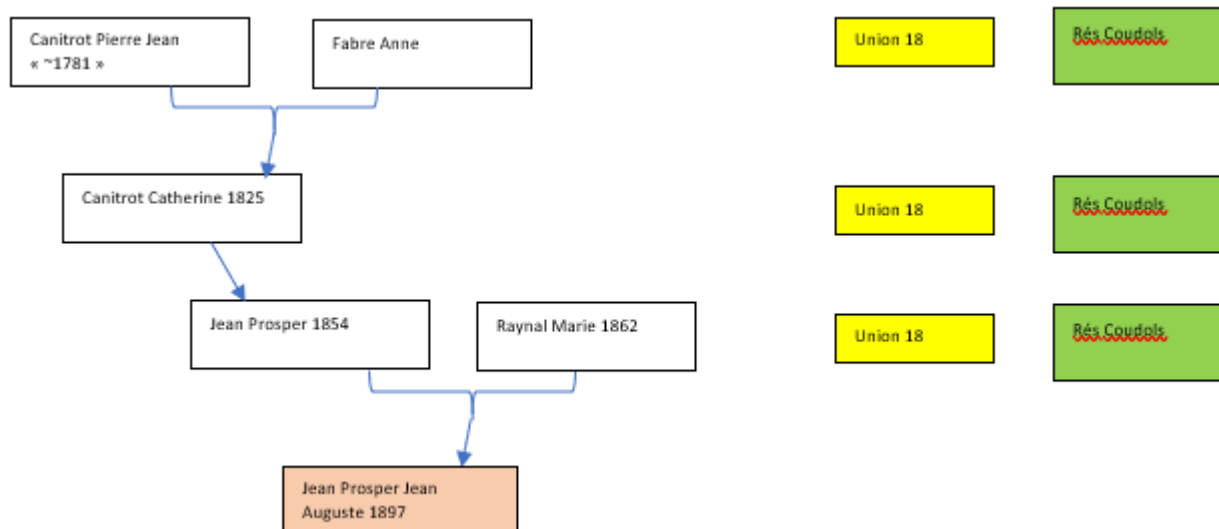 Canitrot Pierre Jean
« ~1781 »
Fabre Anne
Union 18
Rés Coudols
Canitrot Catherine 1825
Union 18
Rés Coudols
Jean Prosper 1854
Raynal Marie 1862
Union 18
Rés Coudols
Jean Prosper Jean
Auguste 1897